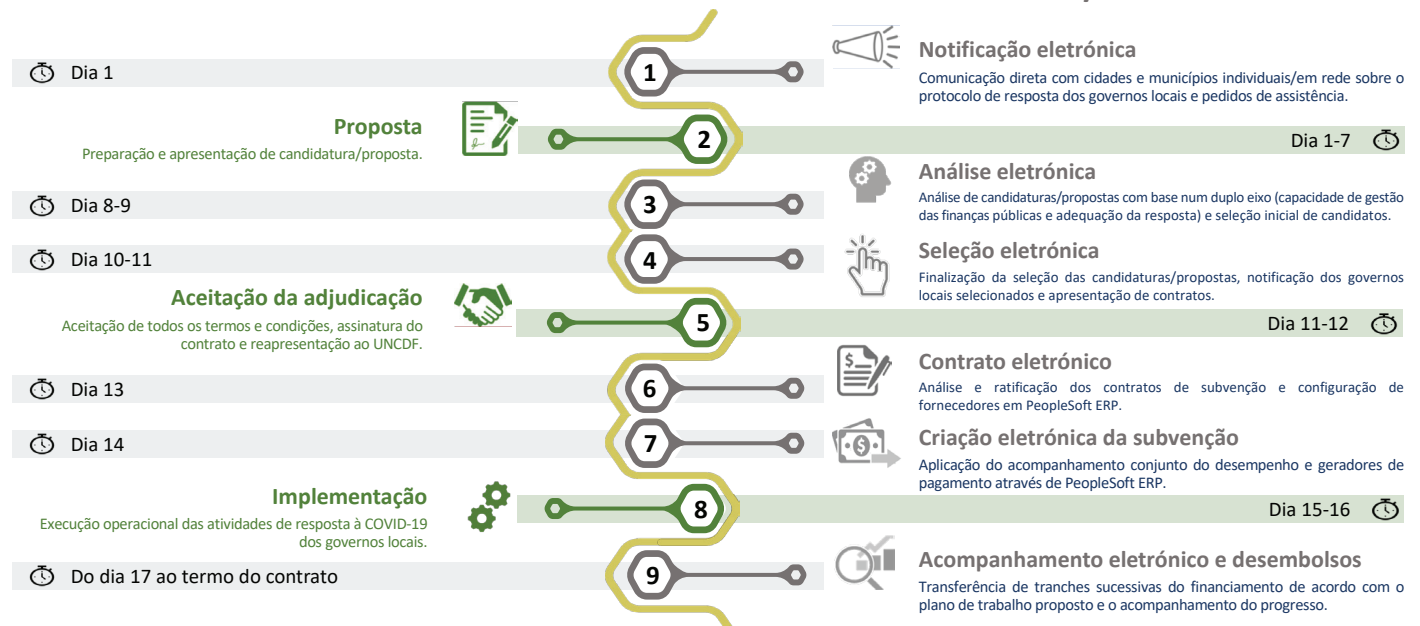 Dia 1
1
Notificação eletrónica
Comunicação direta com cidades e municípios individuais/em rede sobre o
protocolo de resposta dos governos locais e pedidos de assistência.
Proposta
Preparação e apresentação de candidatura/proposta.
2
Dia 1-7
Dia 8-9
3
Análise eletrónica
Análise de candidaturas/propostas com base num duplo eixo (capacidade de gestão
das finanças públicas e adequação da resposta) e seleção inicial de candidatos.
Dia 10-11
4
Seleção eletrónica
Finalização da seleção das candidaturas/propostas, notificação dos governos
locais selecionados e apresentação de contratos.
Aceitação da adjudicação
Aceitação de todos os termos e condições, assinatura do
contrato e reapresentação ao UNCDF.
5
Dia 11-12
Dia 13
6
Contrato eletrónico
Análise e ratificação dos contratos de subvenção e configuração de
fornecedores em PeopleSoft ERP.
Dia 14
7
Criação eletrónica da subvenção
Aplicação do acompanhamento conjunto do desempenho e geradores de
pagamento através de PeopleSoft ERP.
Implementação
Execução operacional das atividades de resposta à COVID-19
dos governos locais.
8
Dia 15-16
Do dia 17 ao termo do contrato
9
Acompanhamento eletrónico e desembolsos
Transferência de tranches sucessivas do financiamento de acordo com o
plano de trabalho proposto e o acompanhamento do progresso.